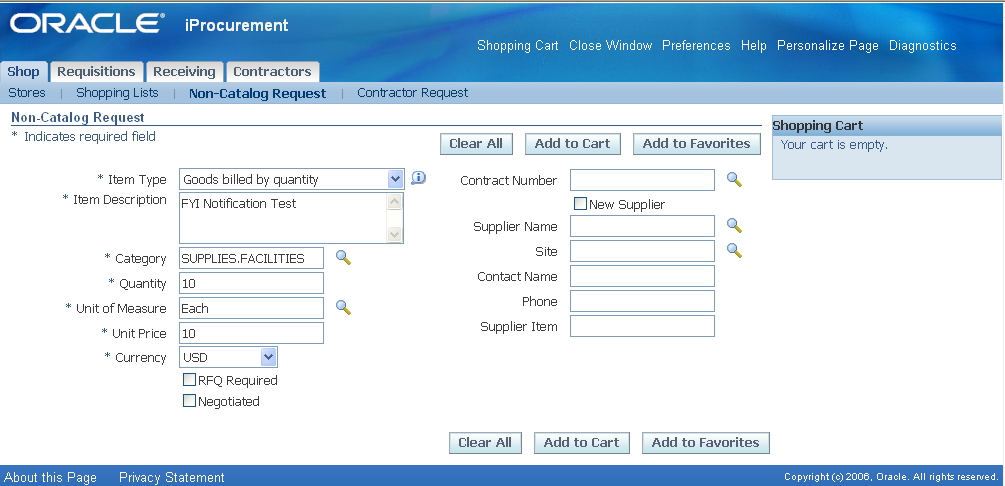 ORACLE® iProcurement
Shopping Cart Close Window Preferences Help Personalize Page Diagnostics
Shop Requisitions Receiving Contractors
Stores | Shopping Lists | Non-Catalog Request | Contractor Request
Non-Catalog Request
* Indicates required field
Clear All Add to Cart Add to Favorites
Shopping Cart
Your cart is empty.
* Item Type Goods billed by quantity
* Item Description FYI Notification Test
* Category SUPPLIES.FACILITIES
* Quantity 10
* Unit of Measure Each
* Unit Price 10
* Currency USD
RFQ Required
Negotiated
Contract Number
New Supplier
Supplier Name
Site
Contact Name
Phone
Supplier Item
Clear All Add to Cart Add to Favorites
About this Page Privacy Statement Copyright (c) 2006, Oracle. All rights reserved.